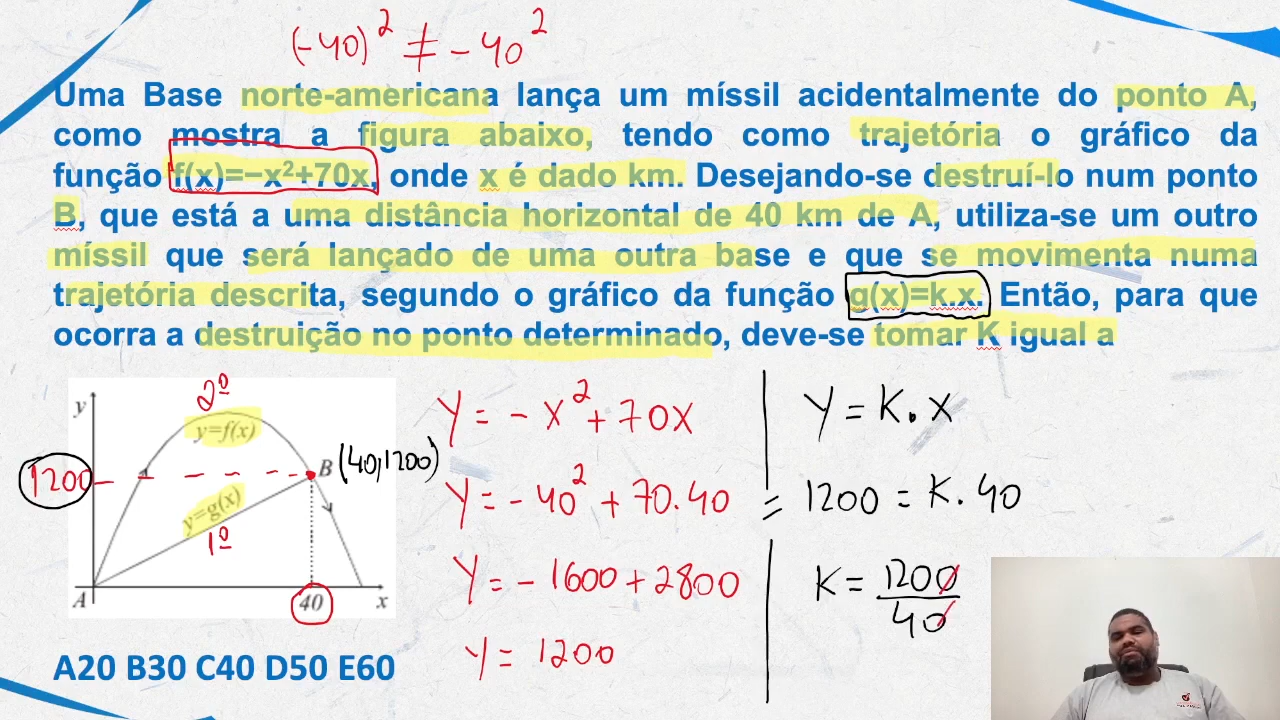 (-40)² ≠ -40²
Uma Base norte-americana lança um míssil acidentalmente do ponto A,
como mostra a figura abaixo, tendo como trajetória o gráfico da
função f(x)=−x²+70x, onde x é dado km. Desejando-se destruí-lo num ponto
B, que está a uma distância horizontal de 40 km de A, utiliza-se um outro
míssil que será lançado de uma outra base e que se movimenta numa
trajetória descrita, segundo o gráfico da função g(x)=k.x. Então, para que
ocorra a destruição no ponto determinado, deve-se tomar K igual a
y
2º
y=f(x)
1200
B (40,1200)
y=g(x)
1º
A
40
x
Y = -X² + 70X
Y = -40² + 70.40
Y = -1600 + 2800
Y = 1200
Y = K.X
= 1200 = K.40
K = 1200
40
A20 B30 C40 D50 E60